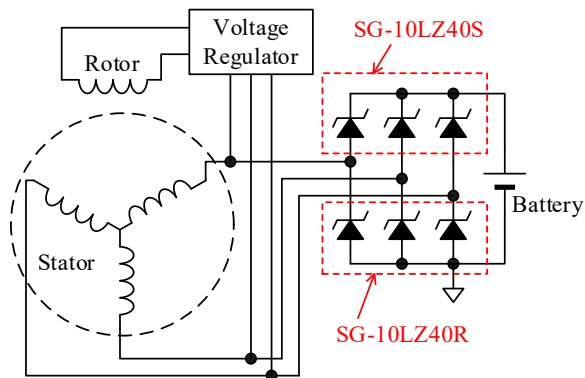 Voltage
Regulator
SG-10LZ40S
Rotor
Battery
Stator
SG-10LZ40R